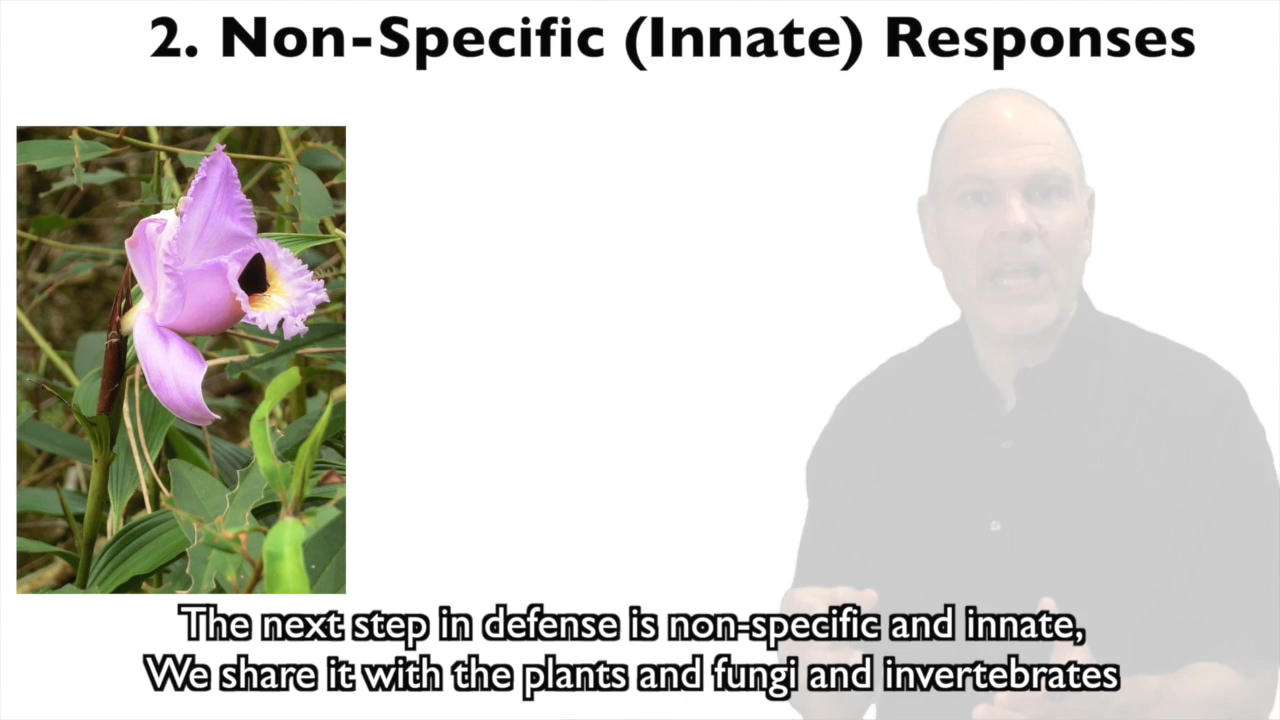 2. Non-Specific (Innate) Responses
The next step in defense is non-specific and innate,
We share it with the plants and fungi and invertebrates